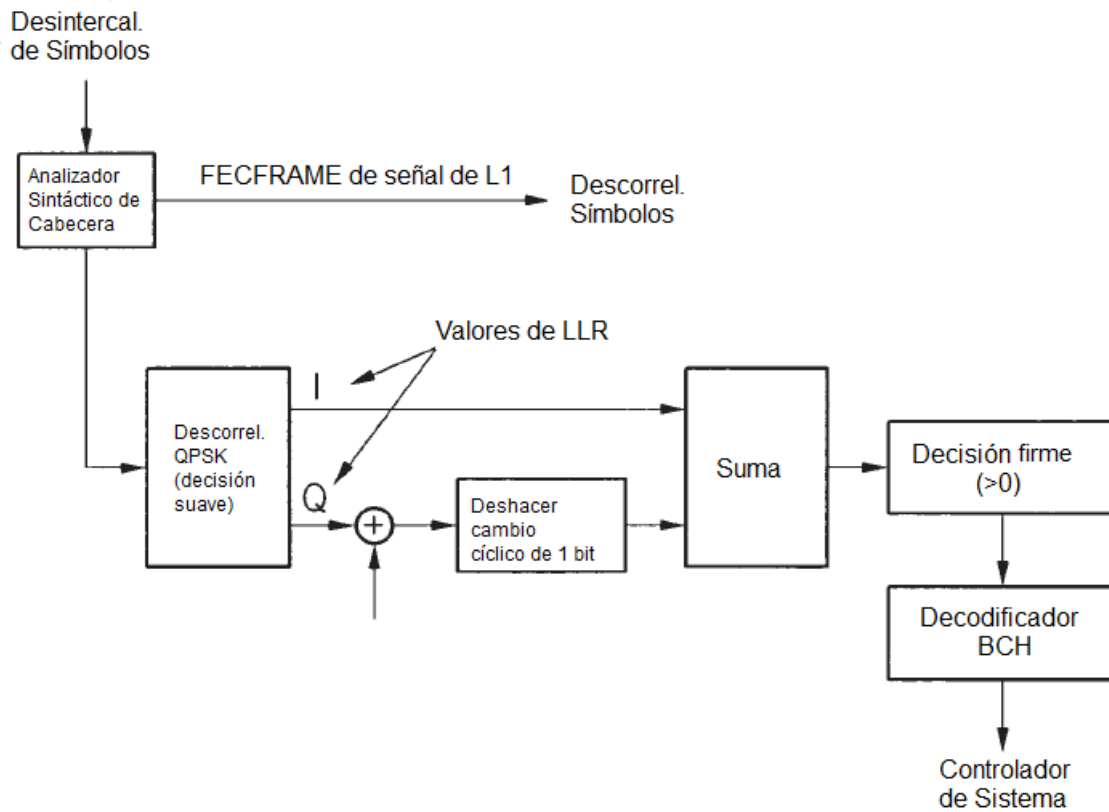 Desintercal.
de Símbolos
Analizador
Sintáctico de
Cabecera
FECFRAME de señal de L1
Descorrel.
Símbolos
Valores de LLR
I
Descorrel.
QPSK
(decisión
suave)
Q
+
Deshacer
cambio
cíclico de 1 bit
Suma
Decisión firme
(>0)
Decodificador
BCH
Controlador
de Sistema